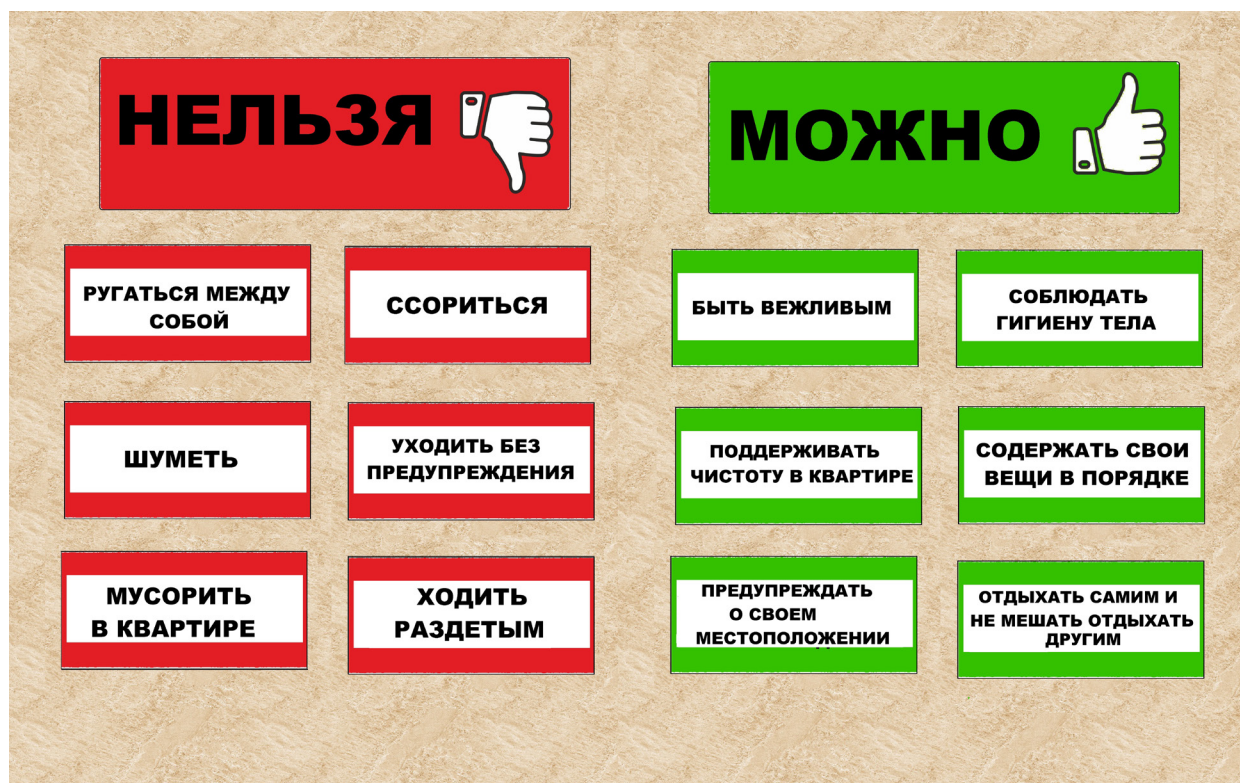 НЕЛЬЗЯ
РУГАТЬСЯ МЕЖДУ
СОБОЙ
ССОРИТЬСЯ
ШУМЕТЬ
УХОДИТЬ БЕЗ
ПРЕДУПРЕЖДЕНИЯ
МУСОРИТЬ
В КВАРТИРЕ
ХОДИТЬ
РАЗДЕТЫМ
МОЖНО
БЫТЬ ВЕЖЛИВЫМ
СОБЛЮДАТЬ
ГИГИЕНУ ТЕЛА
ПОДДЕРЖИВАТЬ
ЧИСТОТУ В КВАРТИРЕ
СОДЕРЖАТЬ СВОИ
ВЕЩИ В ПОРЯДКЕ
ПРЕДУПРЕЖДАТЬ
О СВОЕМ
МЕСТОПОЛОЖЕНИИ
ОТДЫХАТЬ САМИМ И
НЕ МЕШАТЬ ОТДЫХАТЬ
ДРУГИМ